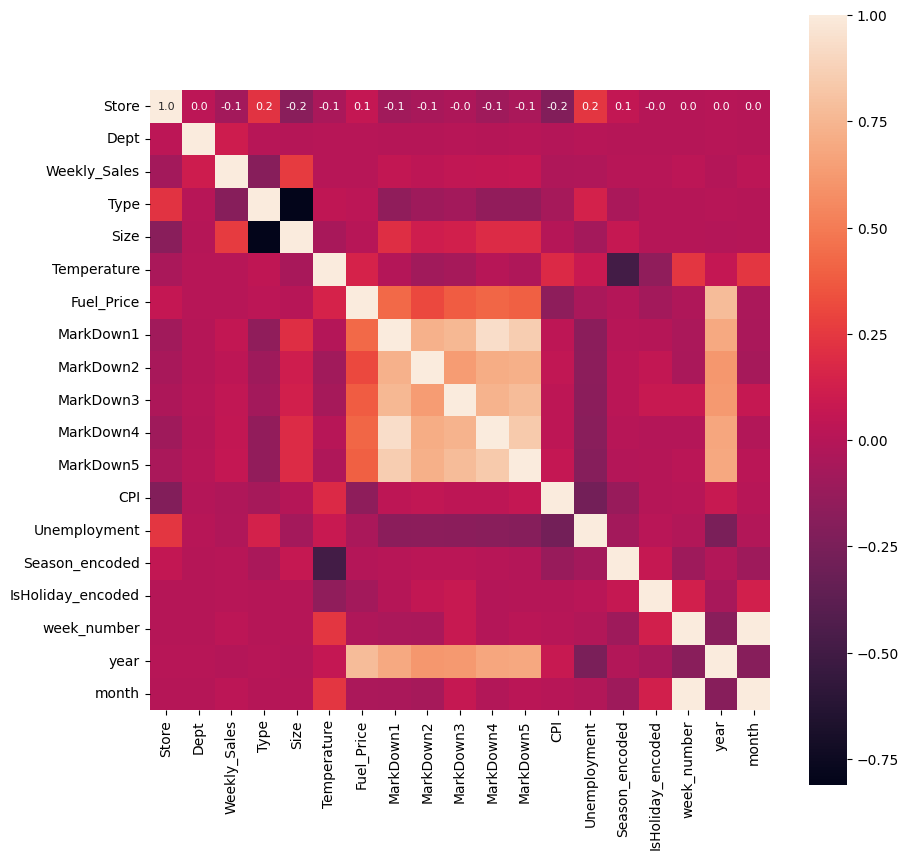 1.00
Store 1.0 0.0 -0.1 0.2 -0.2 -0.1 0.1 -0.1 -0.1 -0.0 -0.1 -0.1 -0.2 0.2 0.1 -0.0 0.0 0.0 0.0
Dept
0.75
Weekly_Sales
Type
Size
0.50
Temperature
Fuel_Price
MarkDown1
0.25
MarkDown2
MarkDown3
MarkDown4
0.00
MarkDown5
CPI
Unemployment
−0.25
Season_encoded
IsHoliday_encoded
week_number
−0.50
year
month
−0.75
Store Dept Weekly_Sales Type Size Temperature Fuel_Price MarkDown1 MarkDown2 MarkDown3 MarkDown4 MarkDown5 CPI Unemployment Season_encoded IsHoliday_encoded week_number year month